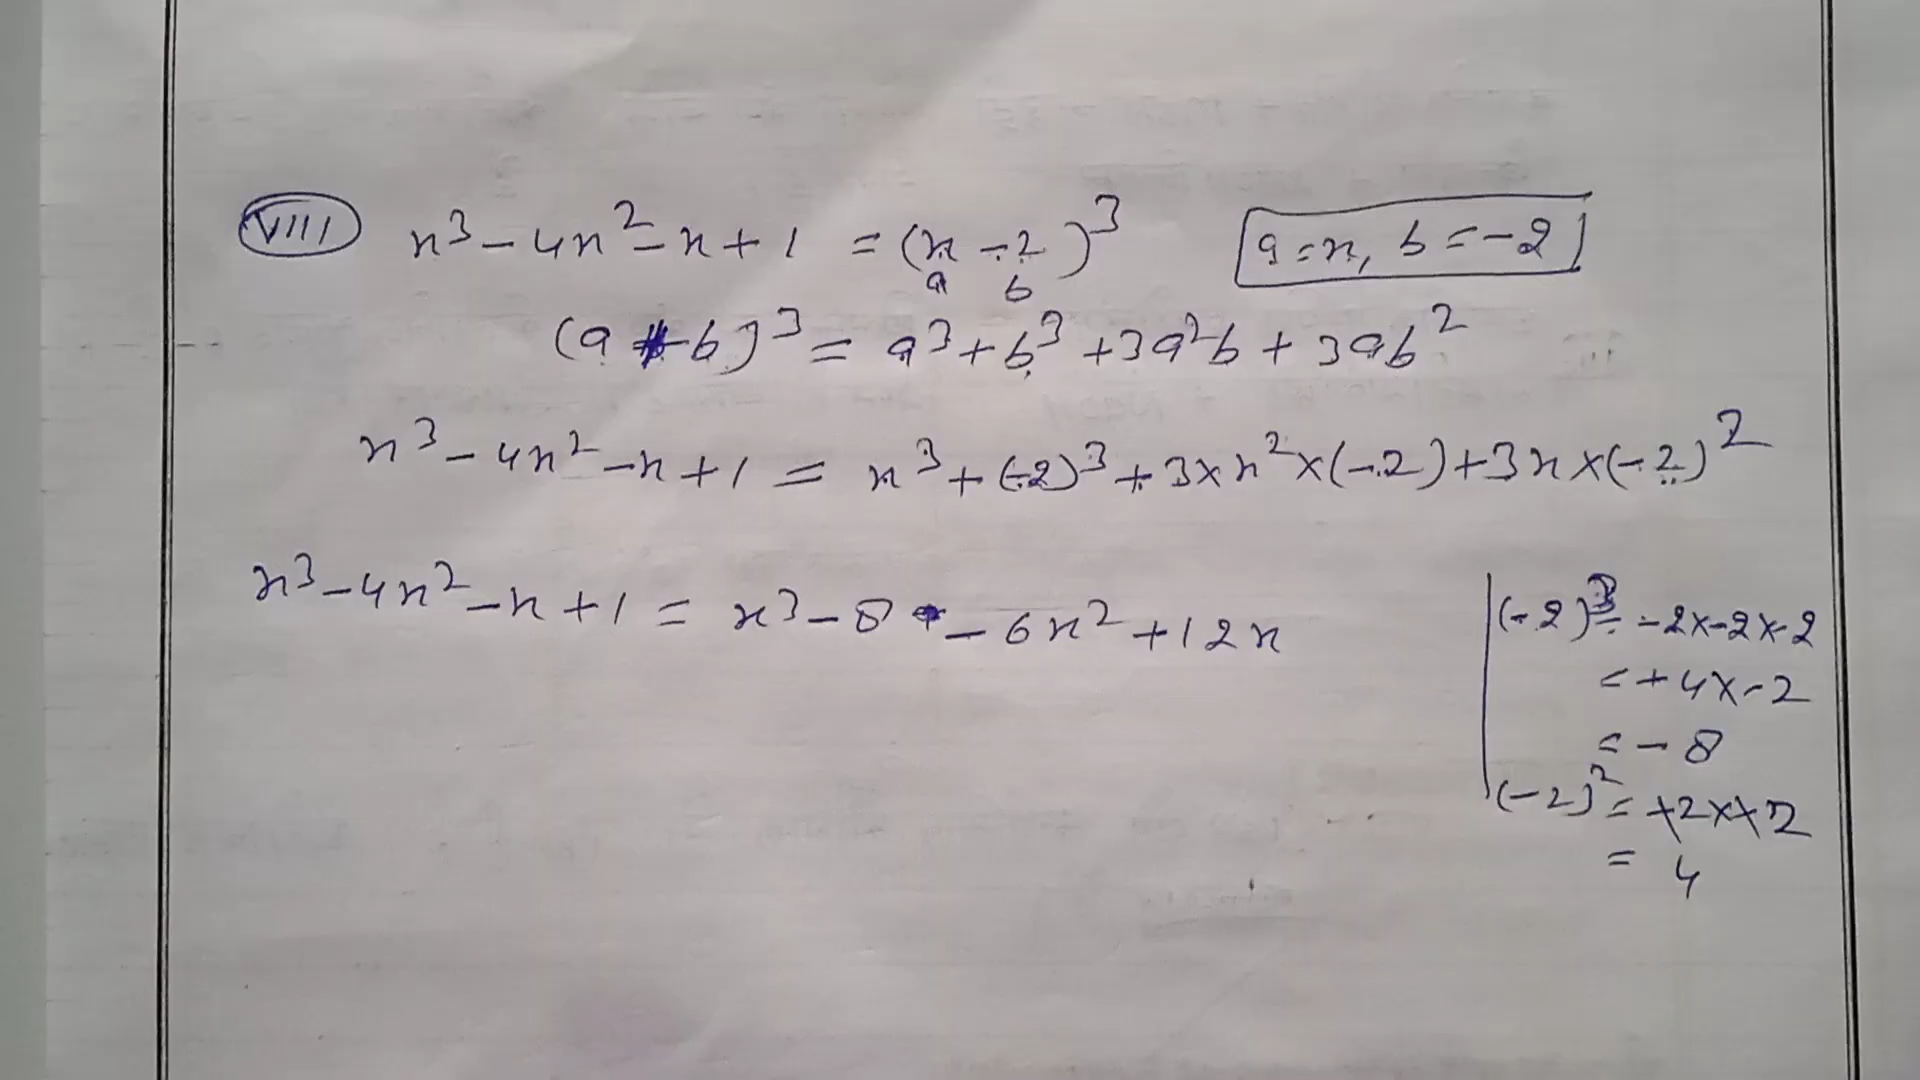 VIII x³ - 4x² - x + 1 = (x - 2)³ a = x, b = -2
a b
(a + b)³ = a³ + b³ + 3a²b + 3ab²
x³ - 4x² - x + 1 = x³ + (-2)³ + 3 × x² × (-2) + 3x × (-2)²
x³ - 4x² - x + 1 = x³ - 8 - 6x² + 12x
(-2)³ = -2 × -2 × -2
= + 4 × -2
= - 8
(-2)² = +2 × +2
= 4